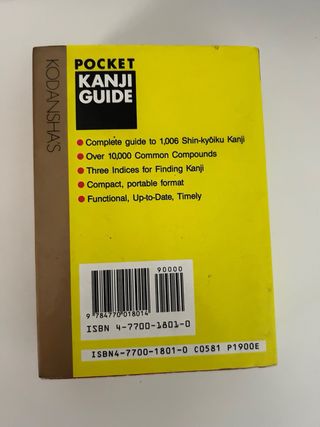 KODANSHA'S
POCKET
KANJI
GUIDE
● Complete guide to 1,006 Shin-kyōiku Kanji
● Over 10,000 Common Compounds
● Three Indices for Finding Kanji
● Compact, portable format
● Functional, Up-to-Date, Timely
90000
9 784770 018014
ISBN 4-7700-1801-0
ISBN4-7700-1801-0 C0581 P1900E